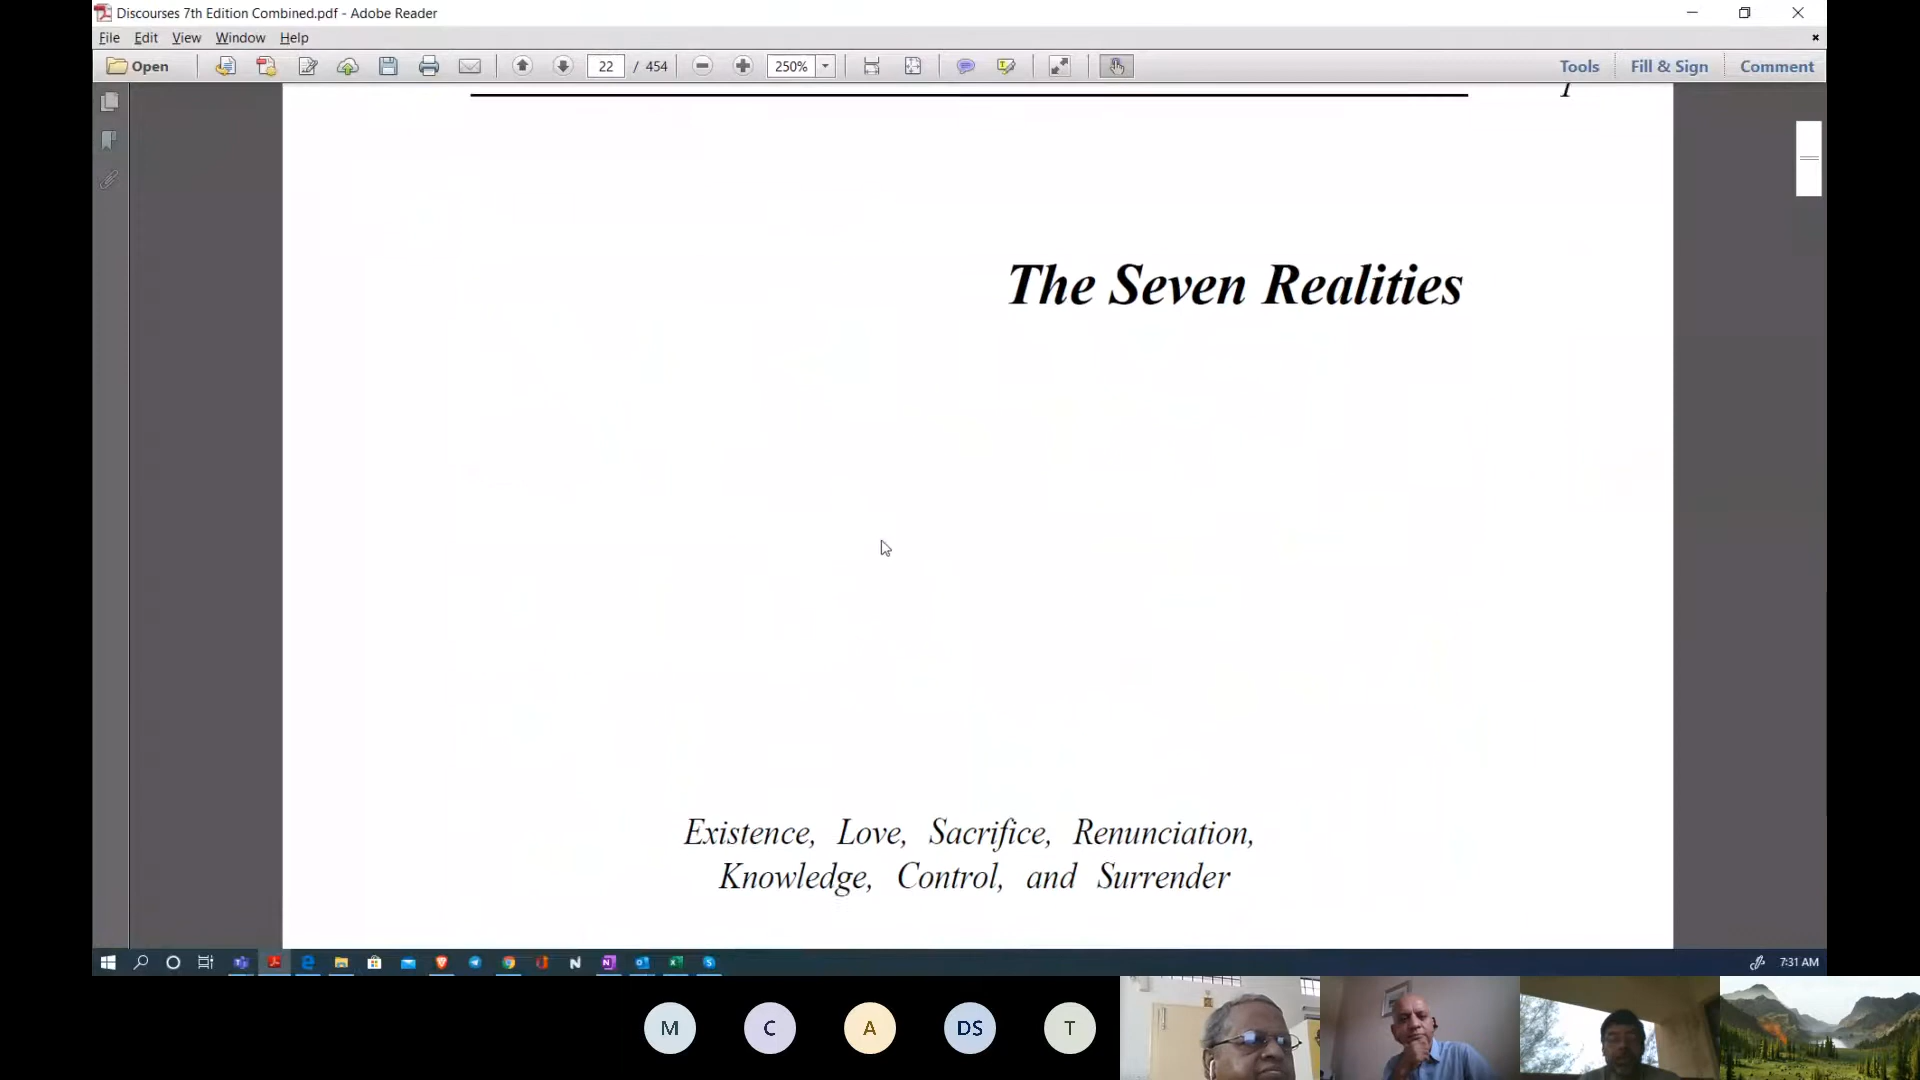 Discourses 7th Edition Combined.pdf - Adobe Reader
File Edit View Window Help
Open 22 / 454 250% Tools Fill & Sign Comment
The Seven Realities
Existence, Love, Sacrifice, Renunciation,
Knowledge, Control, and Surrender
7:31 AM
M C A DS T